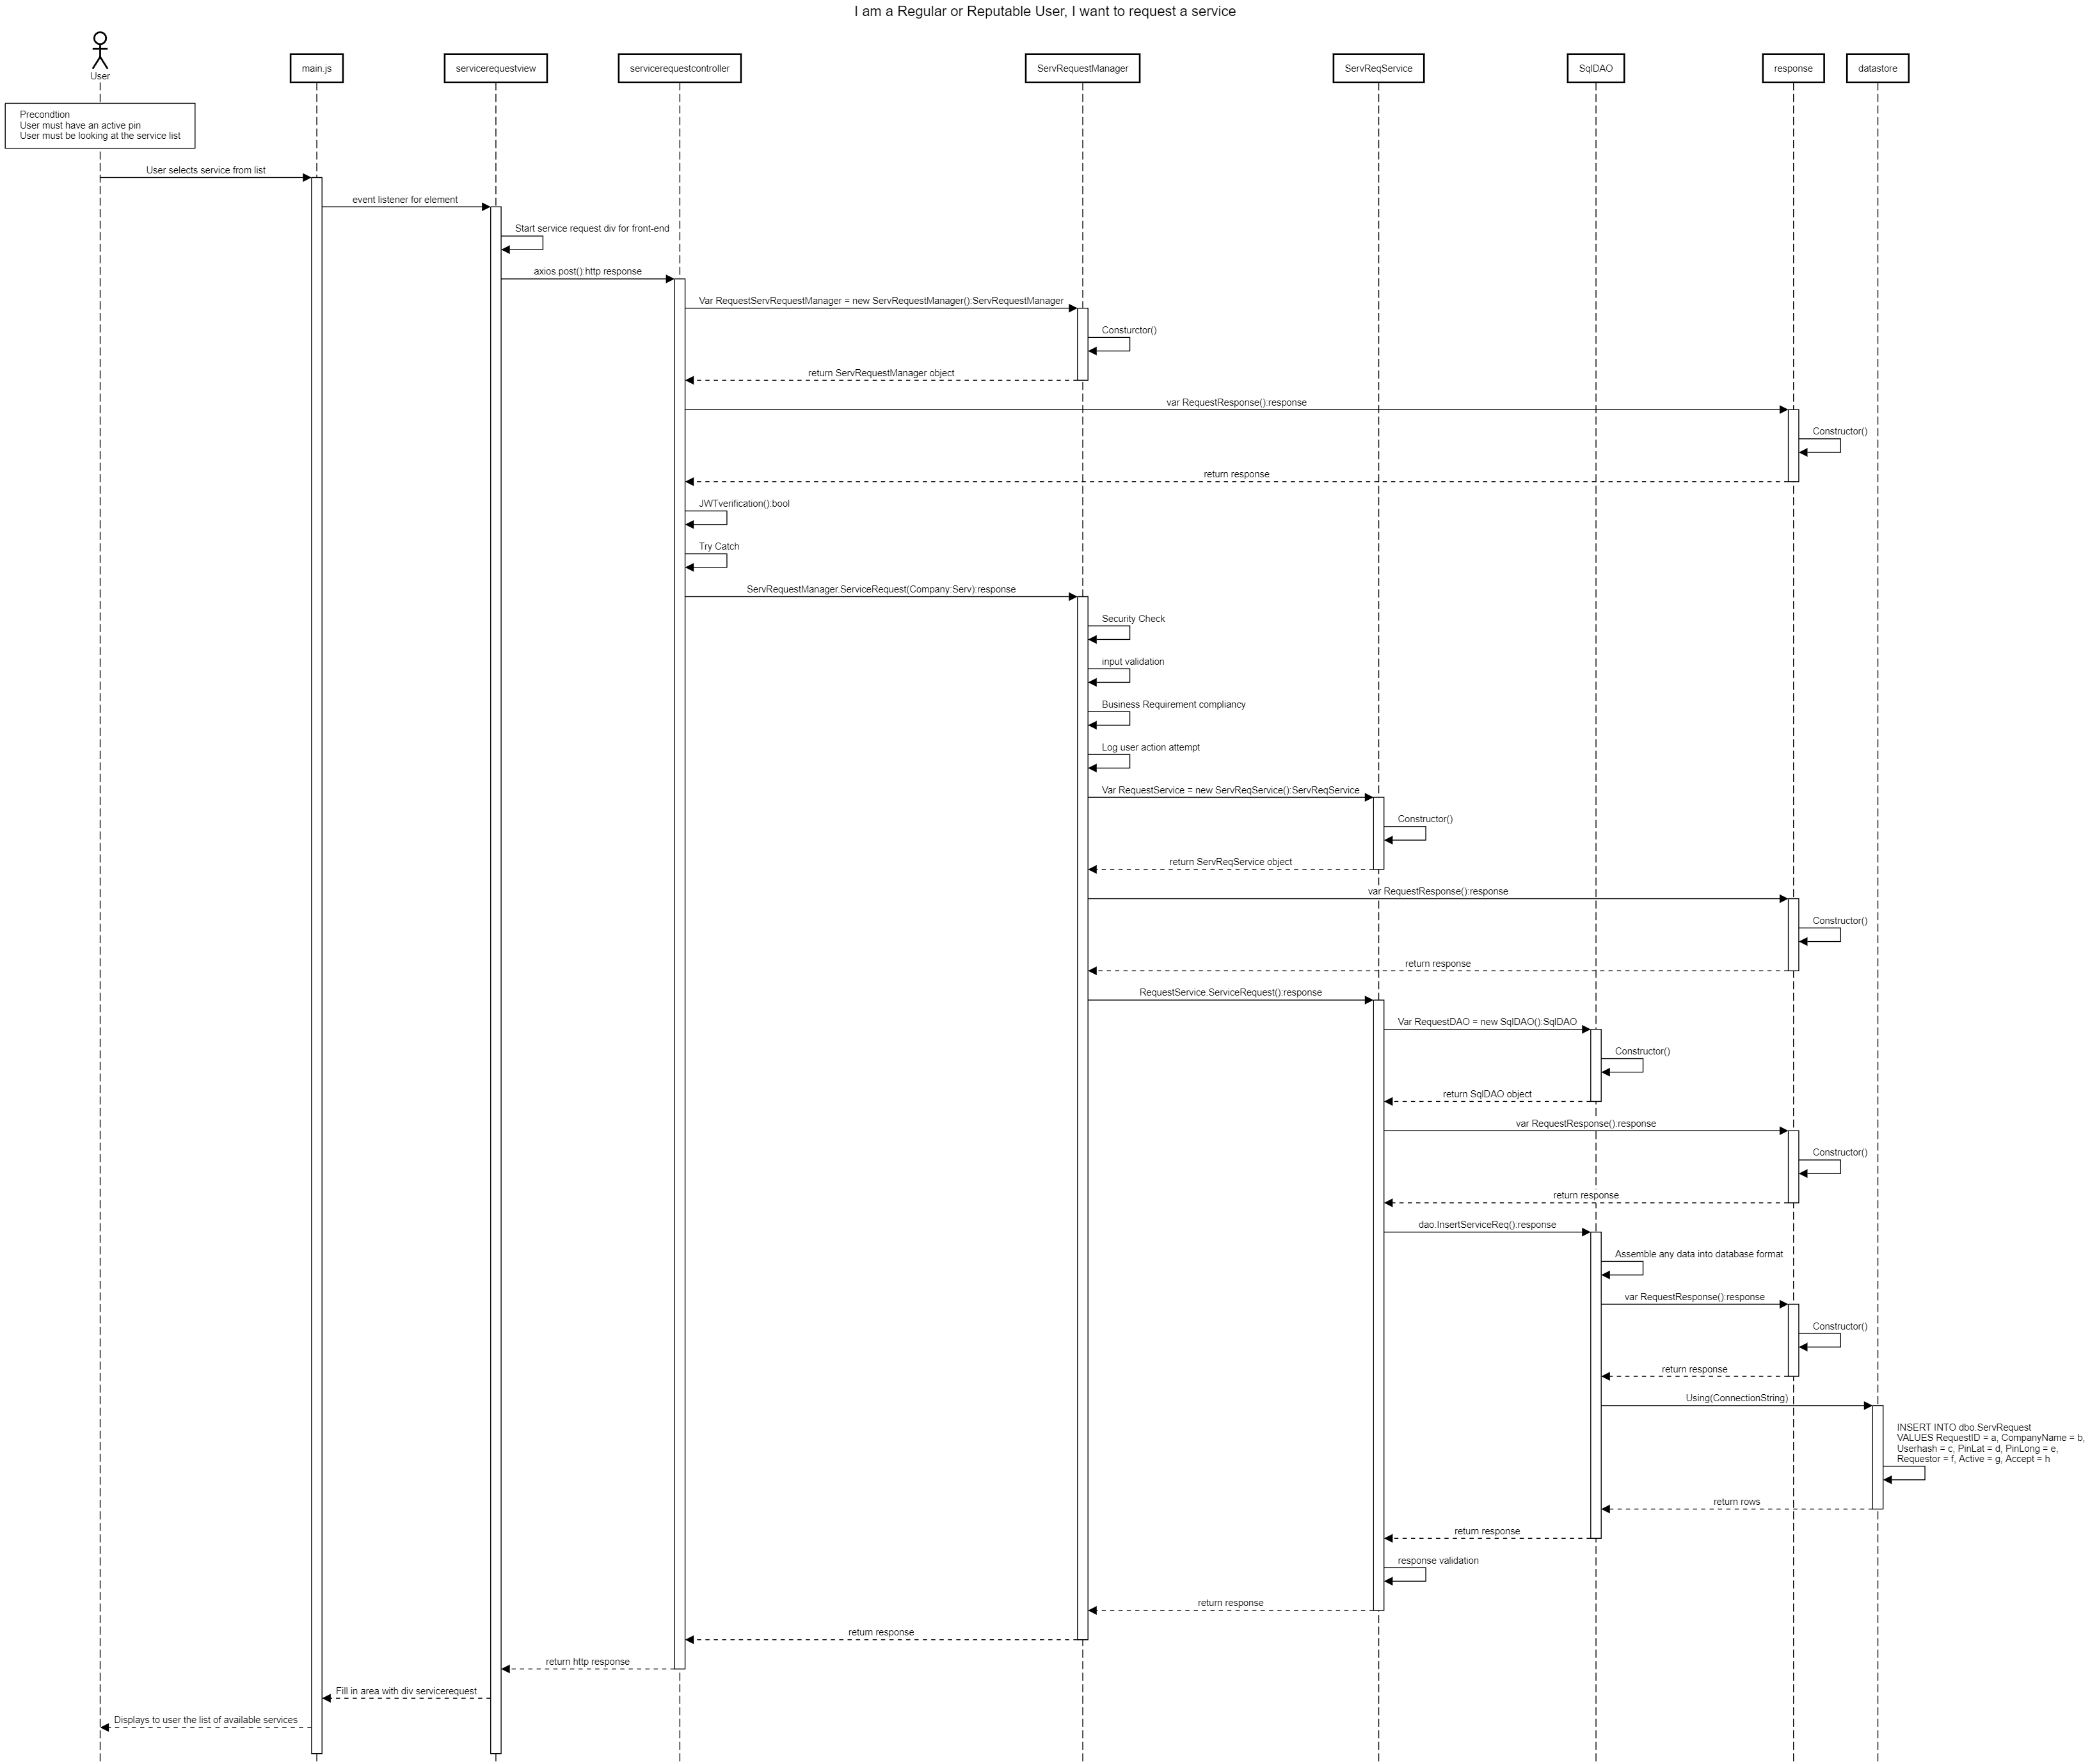 I am a Regular or Reputable User, I want to request a service
User
main.js
servicerequestview
servicerequestcontroller
ServRequestManager
ServReqService
SqlDAO
response
datastore
Precondtion
User must have an active pin
User must be looking at the service list
User selects service from list
event listener for element
Start service request div for front-end
axios.post():http response
Var RequestServRequestManager = new ServRequestManager():ServRequestManager
Consturctor()
return ServRequestManager object
var RequestResponse():response
Constructor()
return response
JWTverification():bool
Try Catch
ServRequestManager.ServiceRequest(Company:Serv):response
Security Check
input validation
Business Requirement compliancy
Log user action attempt
Var RequestService = new ServReqService():ServReqService
Constructor()
return ServReqService object
var RequestResponse():response
Constructor()
return response
RequestService.ServiceRequest():response
Var RequestDAO = new SqlDAO():SqlDAO
Constructor()
return SqlDAO object
var RequestResponse():response
Constructor()
return response
dao.InsertServiceReq():response
Assemble any data into database format
var RequestResponse():response
Constructor()
return response
Using(ConnectionString)
INSERT INTO dbo.ServRequest
VALUES RequestID = a, CompanyName = b,
Userhash = c, PinLat = d, PinLong = e,
Requestor = f, Active = g, Accept = h
return rows
return response
response validation
return response
return response
return http response
Fill in area with div servicerequest
Displays to user the list of available services